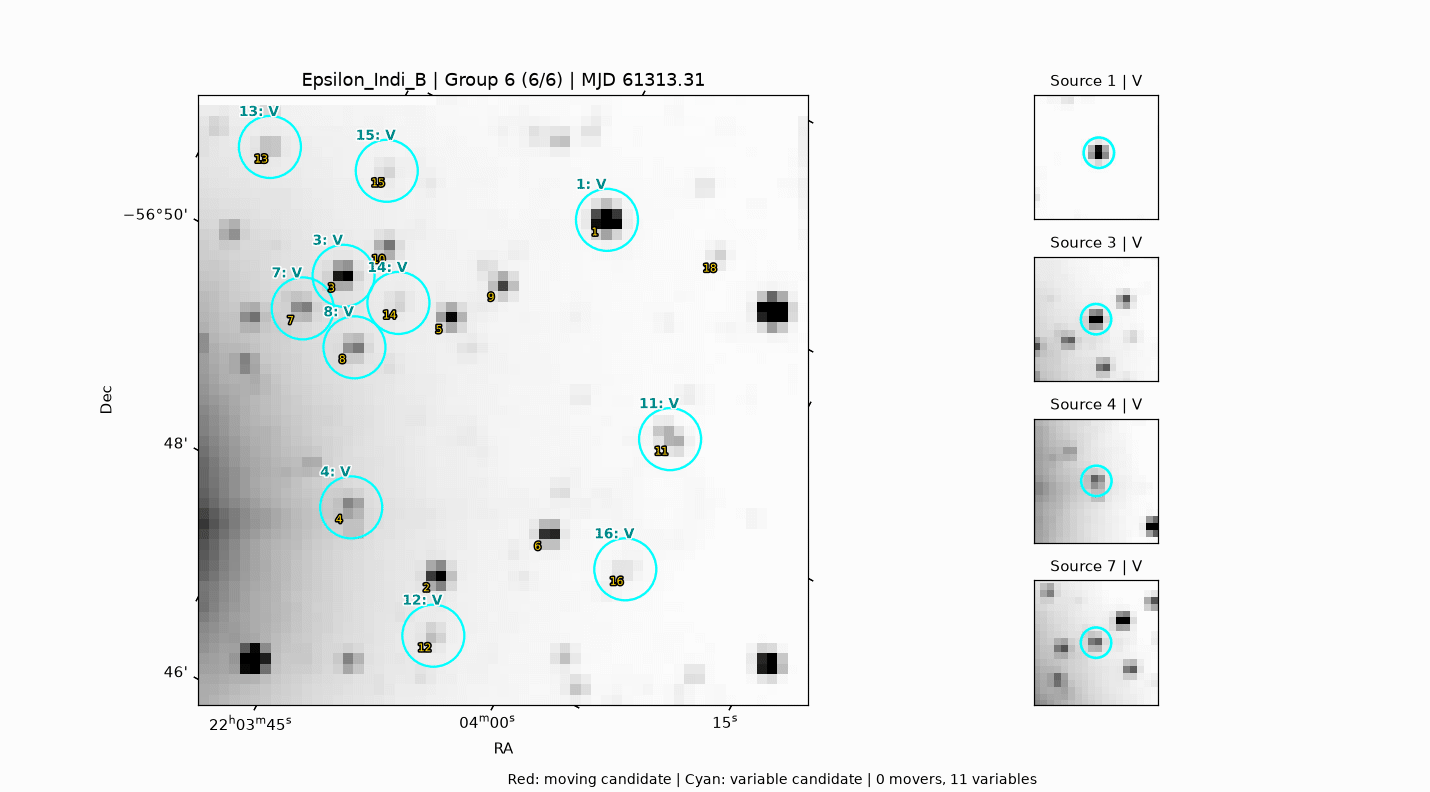 Epsilon_Indi_B | Group 6 (6/6) | MJD 61313.31
Source 1 | V
13: V
15: V
13
15
1: V
1
−56°50'
3: V
10
14: V
18
Source 3 | V
7: V
3
9
8: V
14
7
5
8
Dec
11: V
Source 4 | V
48'
11
4: V
4
16: V
6
Source 7 | V
16
2
12: V
12
46'
22ʰ03ᵐ45ˢ
04ᵐ00ˢ
15ˢ
RA
Red: moving candidate | Cyan: variable candidate | 0 movers, 11 variables